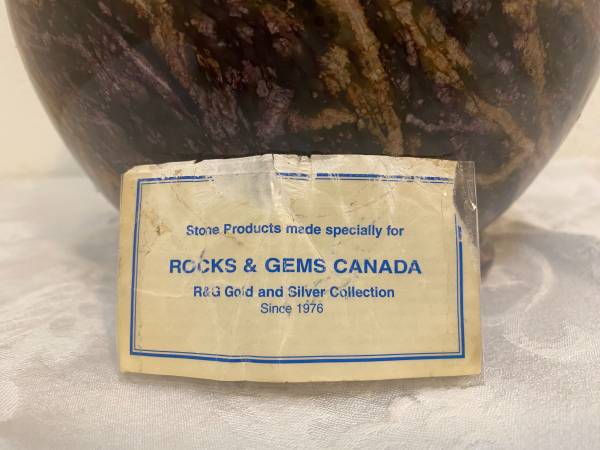 Stone Products made specially for
ROCKS & GEMS CANADA
R&G Gold and Silver Collection
Since 1976